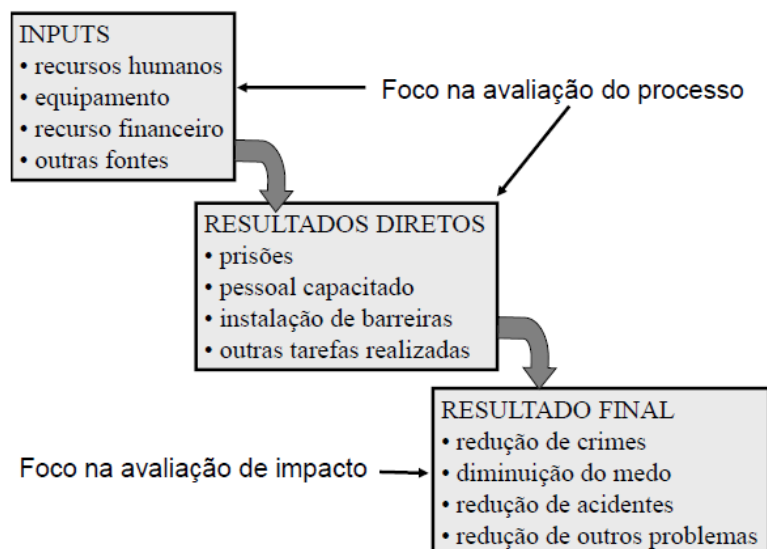 INPUTS
• recursos humanos
• equipamento
• recurso financeiro
• outras fontes
Foco na avaliação do processo
RESULTADOS DIRETOS
• prisões
• pessoal capacitado
• instalação de barreiras
• outras tarefas realizadas
RESULTADO FINAL
• redução de crimes
• diminuição do medo
• redução de acidentes
• redução de outros problemas
Foco na avaliação de impacto